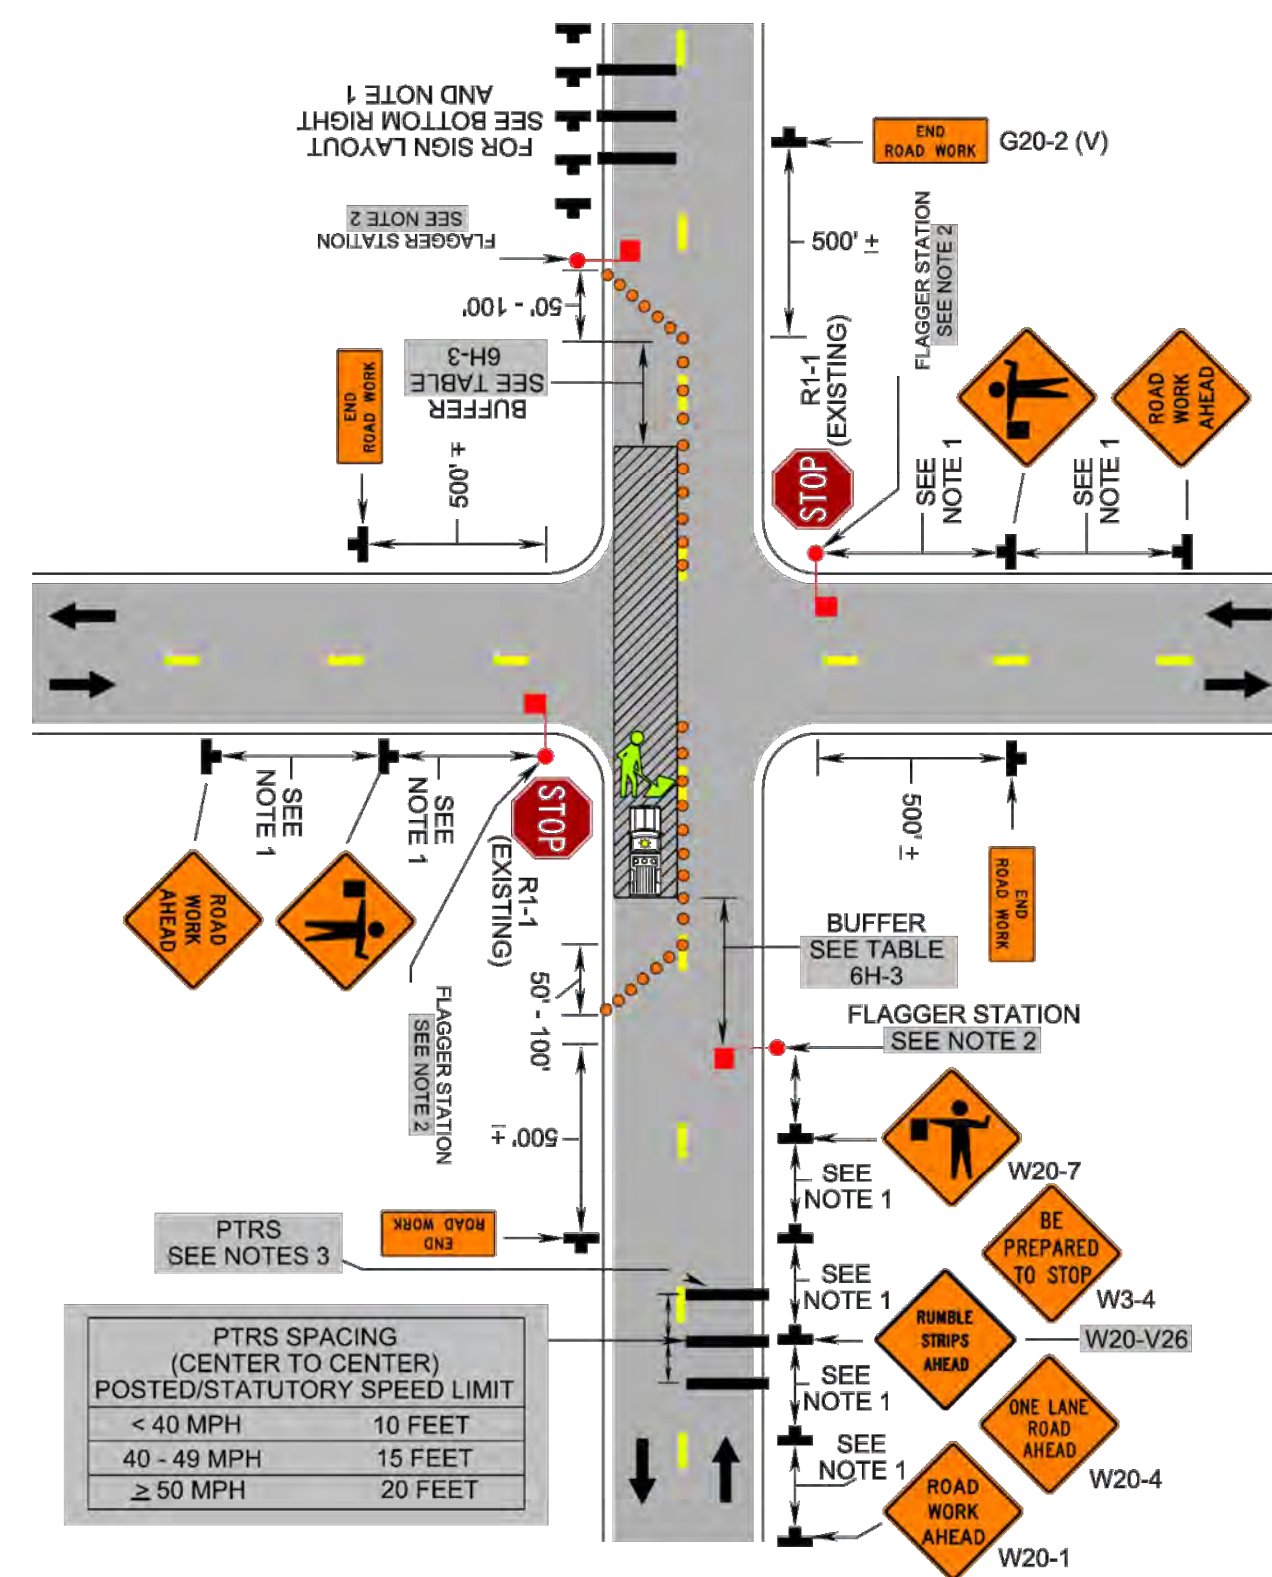 FOR SIGN LAYOUT
SEE BOTTOM RIGHT
AND NOTE 1
END
ROAD WORK
G20-2 (V)
FLAGGER STATION
SEE NOTE 2
500' ±
FLAGGER STATION
SEE NOTE 2
50' - 100'
BUFFER
SEE TABLE
6H-3
END
ROAD WORK
500' ±
R1-1
(EXISTING)
STOP
SEE
NOTE 1
SEE
NOTE 1
ROAD
WORK
AHEAD
SEE
NOTE 1
SEE
NOTE 1
STOP
R1-1
(EXISTING)
ROAD
WORK
AHEAD
500' ±
END
ROAD WORK
BUFFER
SEE TABLE
6H-3
50' - 100'
FLAGGER STATION
SEE NOTE 2
FLAGGER STATION
SEE NOTE 2
500' ±
W20-7
SEE
NOTE 1
BE
PREPARED
TO STOP
W3-4
PTRS
SEE NOTES 3
END
ROAD WORK
SEE
NOTE 1
RUMBLE
STRIPS
AHEAD
W20-V26
PTRS SPACING
(CENTER TO CENTER)
POSTED/STATUTORY SPEED LIMIT
< 40 MPH 10 FEET
40 - 49 MPH 15 FEET
≥ 50 MPH 20 FEET
SEE
NOTE 1
ONE LANE
ROAD
AHEAD
W20-4
SEE
NOTE 1
ROAD
WORK
AHEAD
W20-1